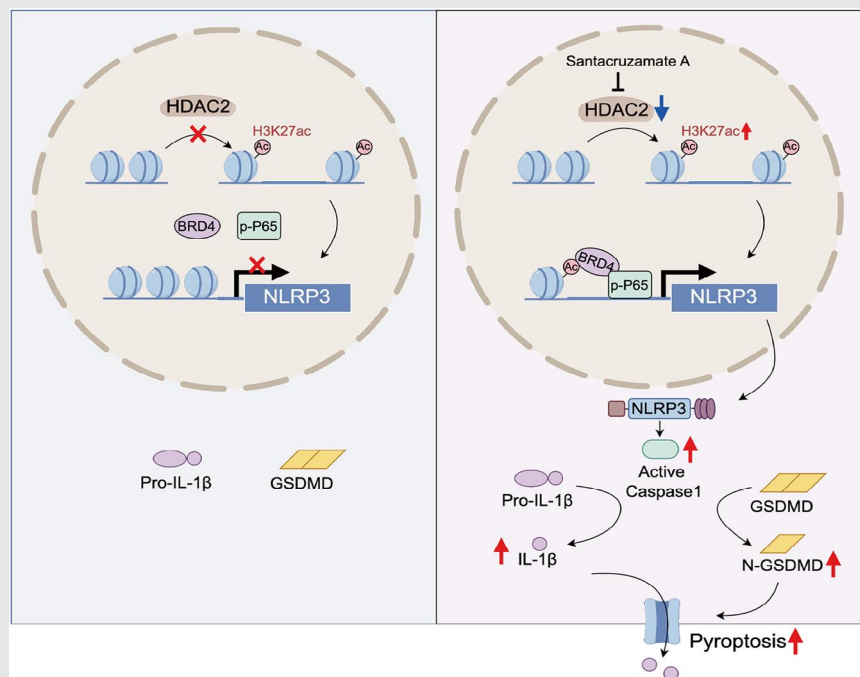 HDAC2
H3K27ac
Ac
Ac
BRD4
p-P65
NLRP3
Pro-IL-1β
GSDMD
Santacruzamate A
HDAC2
H3K27ac
Ac
Ac
Ac
BRD4
p-P65
NLRP3
NLRP3
Active
Caspase1
Pro-IL-1β
GSDMD
IL-1β
N-GSDMD
Pyroptosis